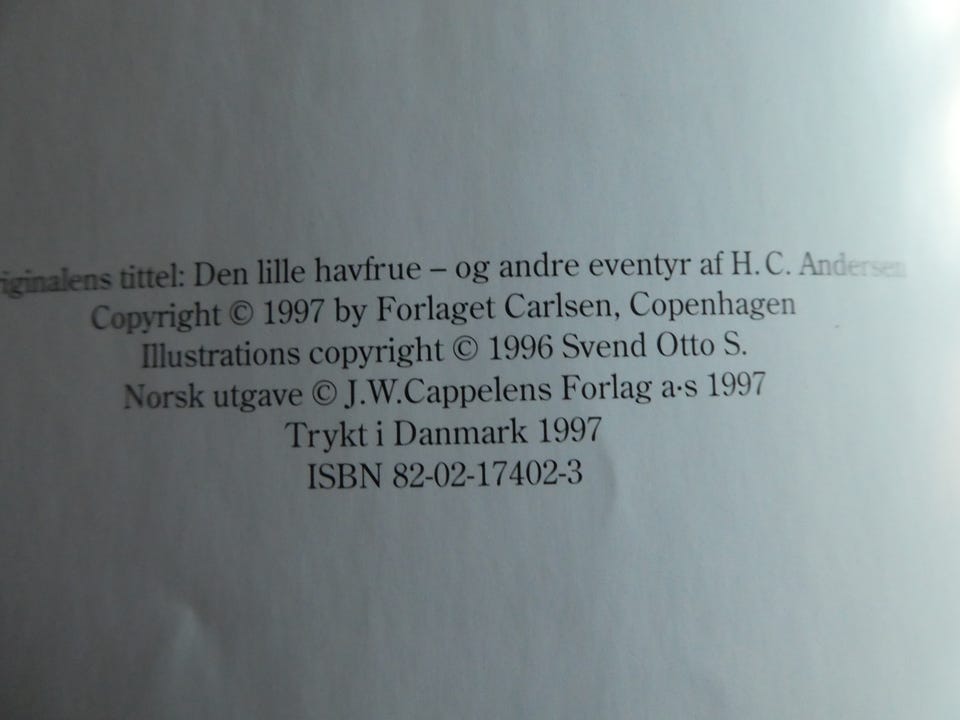 riginalens tittel: Den lille havfrue – og andre eventyr af H. C. Andersen
Copyright © 1997 by Forlaget Carlsen, Copenhagen
Illustrations copyright © 1996 Svend Otto S.
Norsk utgave © J.W.Cappelens Forlag a·s 1997
Trykt i Danmark 1997
ISBN 82-02-17402-3